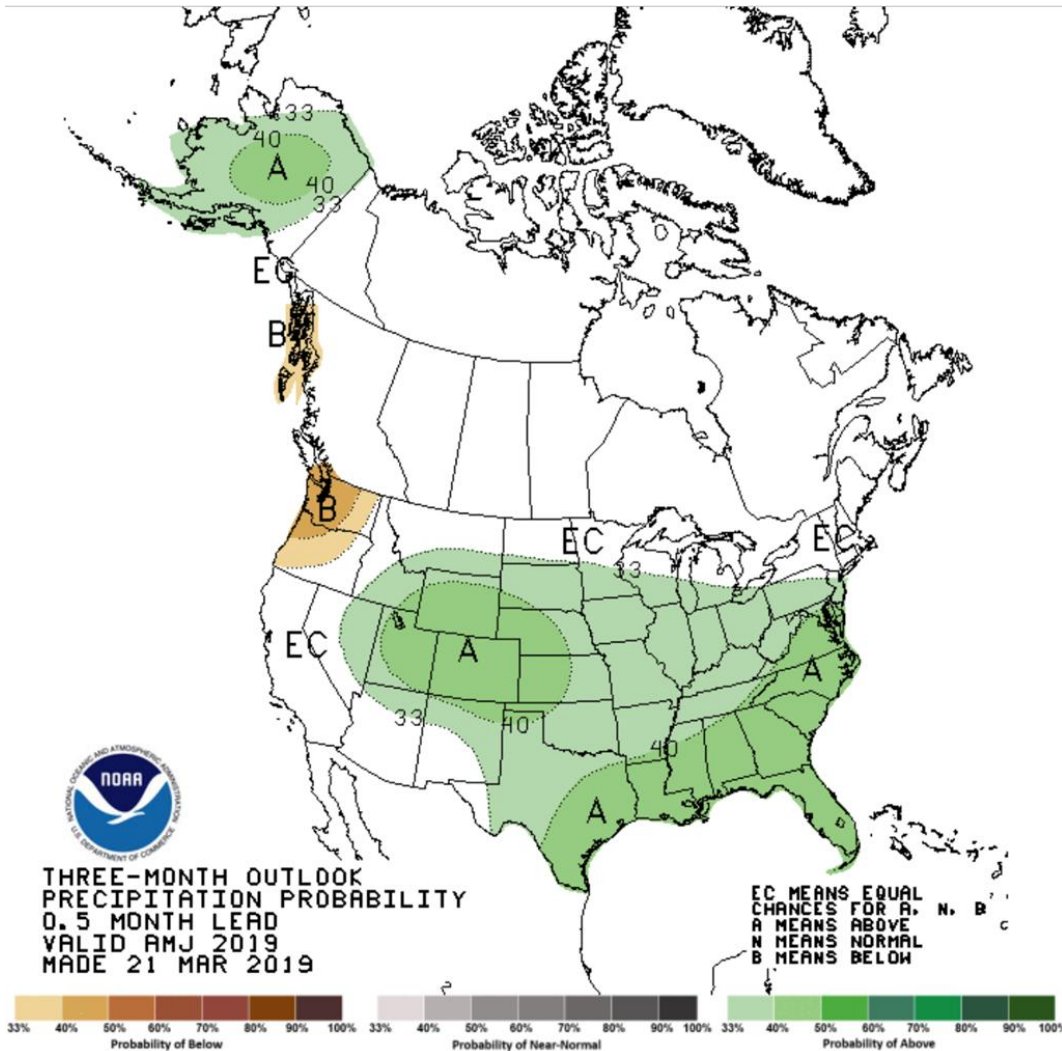 33
40
A
40
33
EC
B
B
EC
33
EC
EC
A
A
33
40
40
A
NATIONAL OCEANIC AND ATMOSPHERIC ADMINISTRATION
NOAA
U.S. DEPARTMENT OF COMMERCE
THREE-MONTH OUTLOOK
PRECIPITATION PROBABILITY
0.5 MONTH LEAD
VALID AMJ 2019
MADE 21 MAR 2019
EC MEANS EQUAL
CHANCES FOR A, N, B
A MEANS ABOVE
N MEANS NORMAL
B MEANS BELOW
33% 40% 50% 60% 70% 80% 90% 100%
Probability of Below
33% 40% 50% 60% 70% 80% 90% 100%
Probability of Near-Normal
33% 40% 50% 60% 70% 80% 90% 100%
Probability of Above